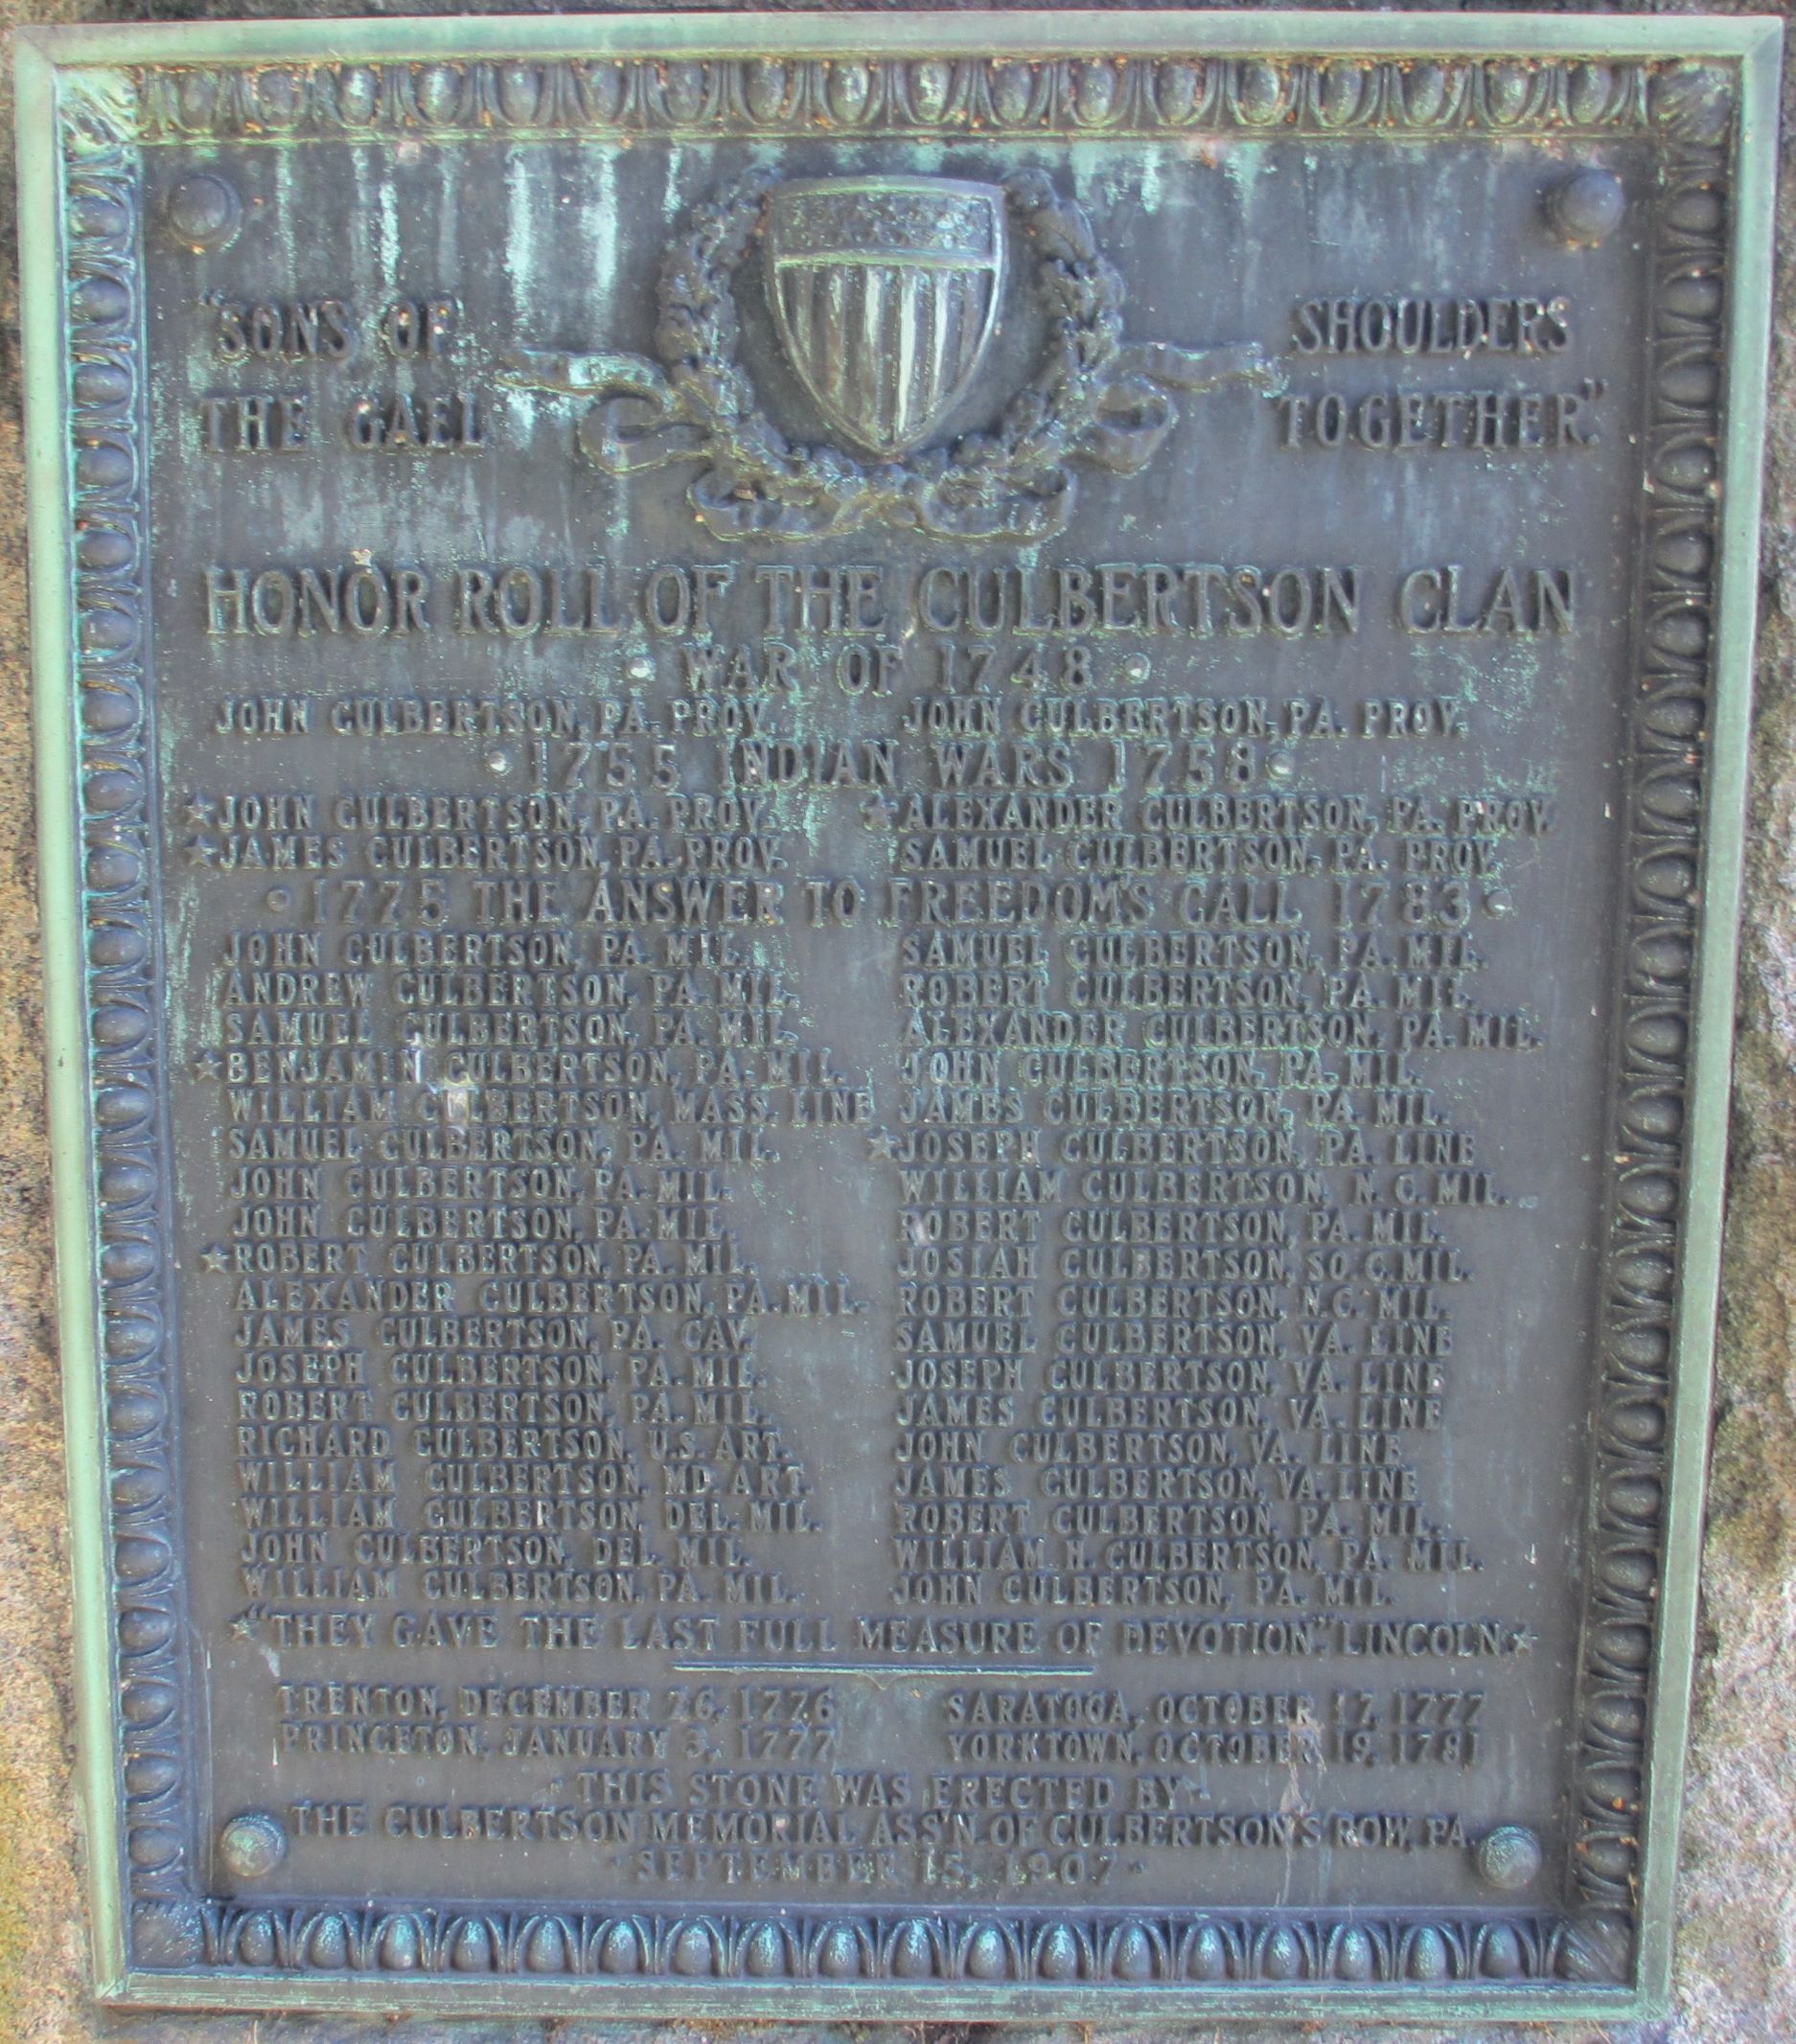 "SONS OF
THE GAEL
SHOULDERS
TOGETHER."
HONOR ROLL OF THE CULBERTSON CLAN
WAR OF 1748
JOHN CULBERTSON, PA. PROV. JOHN CULBERTSON, PA. PROV.
1755 INDIAN WARS 1758
★JOHN CULBERTSON, PA. PROV. ★ALEXANDER CULBERTSON, PA. PROV.
★JAMES CULBERTSON, PA. PROV. SAMUEL CULBERTSON, PA. PROV.
1775 THE ANSWER TO FREEDOM'S CALL 1783
JOHN CULBERTSON, PA. MIL. SAMUEL CULBERTSON, PA. MIL.
ANDREW CULBERTSON, PA. MIL. ROBERT CULBERTSON, PA. MIL.
SAMUEL CULBERTSON, PA. MIL. ALEXANDER CULBERTSON, PA. MIL.
★BENJAMIN CULBERTSON, PA. MIL. JOHN CULBERTSON, PA. MIL.
WILLIAM CULBERTSON, MASS. LINE JAMES CULBERTSON, PA. MIL.
SAMUEL CULBERTSON, PA. MIL. ★JOSEPH CULBERTSON, PA. LINE
JOHN CULBERTSON, PA. MIL. WILLIAM CULBERTSON, N.C. MIL.
JOHN CULBERTSON, PA. MIL. ROBERT CULBERTSON, PA. MIL.
★ROBERT CULBERTSON, PA. MIL. JOSIAH CULBERTSON, SO. C. MIL.
ALEXANDER CULBERTSON, PA. MIL. ROBERT CULBERTSON, N.C. MIL.
JAMES CULBERTSON, PA. CAV. SAMUEL CULBERTSON, VA. LINE
JOSEPH CULBERTSON, PA. MIL. JOSEPH CULBERTSON, VA. LINE
ROBERT CULBERTSON, PA. MIL. JAMES CULBERTSON, VA. LINE
RICHARD CULBERTSON, U.S. ART. JOHN CULBERTSON, VA. LINE
WILLIAM CULBERTSON, MD. ART. JAMES CULBERTSON, VA. LINE
WILLIAM CULBERTSON, DEL. MIL. ROBERT CULBERTSON, PA. MIL.
JOHN CULBERTSON, DEL. MIL. WILLIAM H. CULBERTSON, PA. MIL.
WILLIAM CULBERTSON, PA. MIL. JOHN CULBERTSON, PA. MIL.
★"THEY GAVE THE LAST FULL MEASURE OF DEVOTION." LINCOLN★
TRENTON, DECEMBER 26, 1776 SARATOGA, OCTOBER 17, 1777
PRINCETON, JANUARY 3, 1777 YORKTOWN, OCTOBER 19, 1781
THIS STONE WAS ERECTED BY
THE CULBERTSON MEMORIAL ASS'N OF CULBERTSON'S ROW, PA.
SEPTEMBER 15, 1907